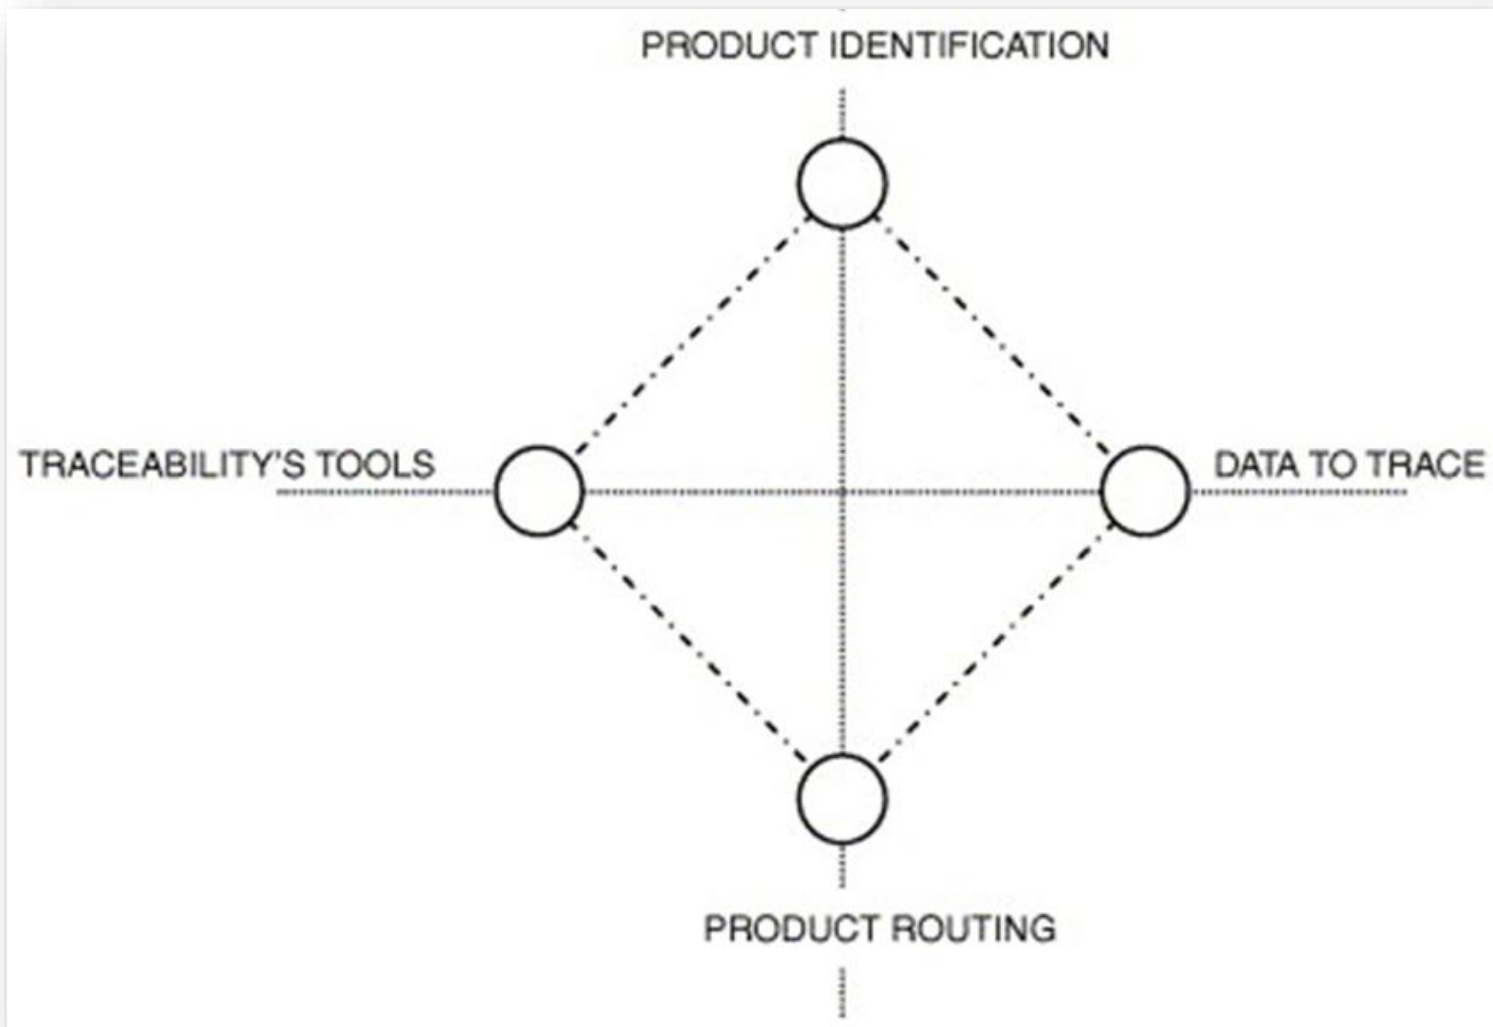 PRODUCT IDENTIFICATION
TRACEABILITY'S TOOLS
DATA TO TRACE
PRODUCT ROUTING